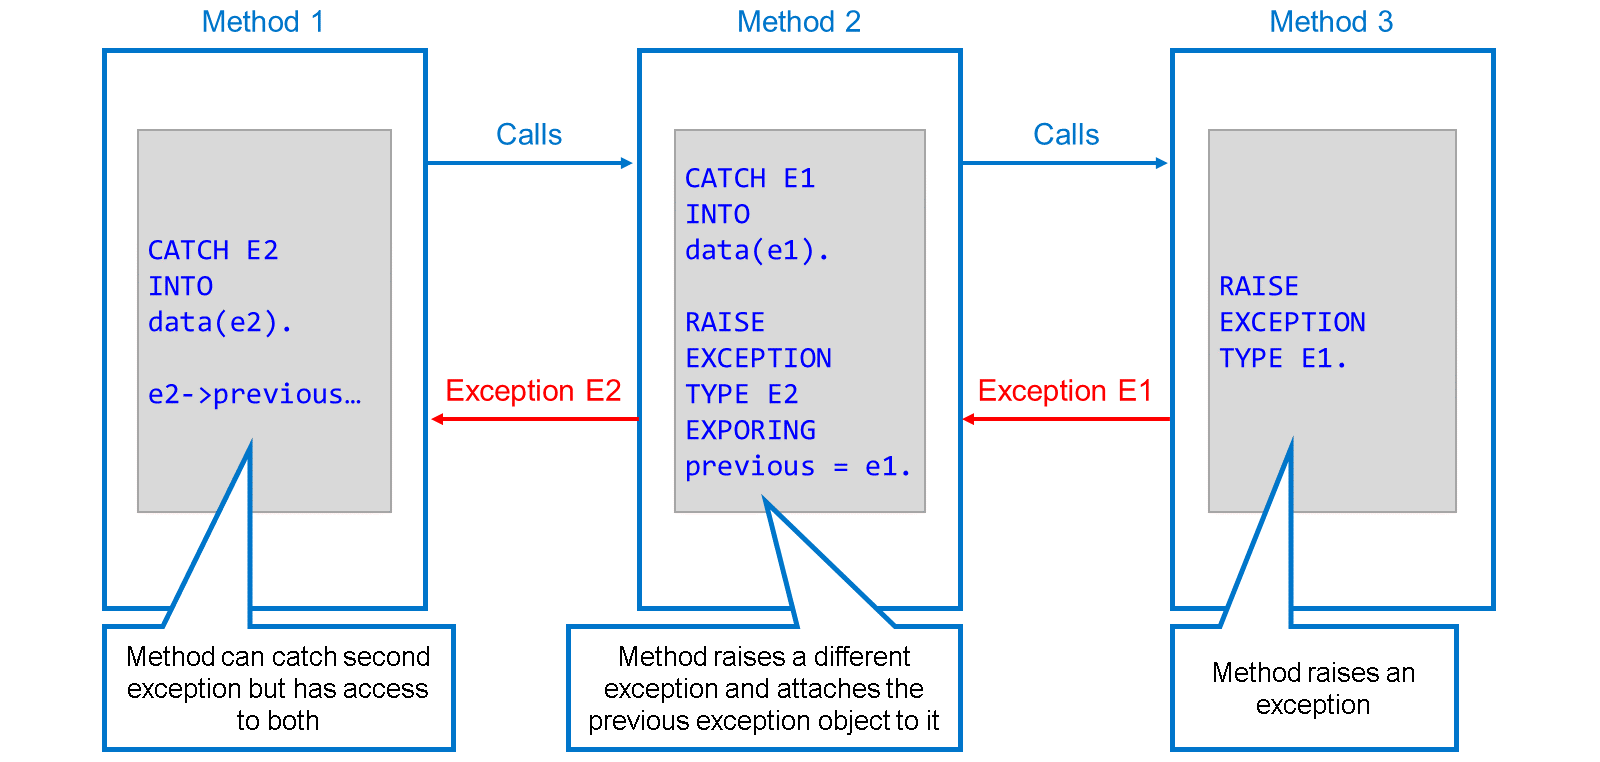 Method 1
Method 2
Method 3
Calls
Calls
CATCH E2
INTO
data(e2).
e2->previous…
CATCH E1
INTO
data(e1).
RAISE
EXCEPTION
TYPE E2
EXPORING
previous = e1.
RAISE
EXCEPTION
TYPE E1.
Exception E2
Exception E1
Method can catch second
exception but has access
to both
Method raises a different
exception and attaches the
previous exception object to it
Method raises an
exception